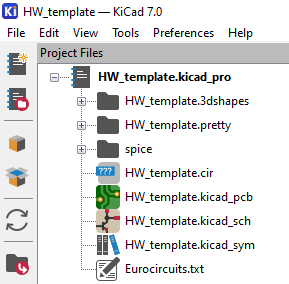 Ki HW_template — KiCad 7.0
File Edit View Tools Preferences Help
Project Files
HW_template.kicad_pro
HW_template.3dshapes
HW_template.pretty
spice
??? HW_template.cir
HW_template.kicad_pcb
HW_template.kicad_sch
HW_template.kicad_sym
Eurocircuits.txt